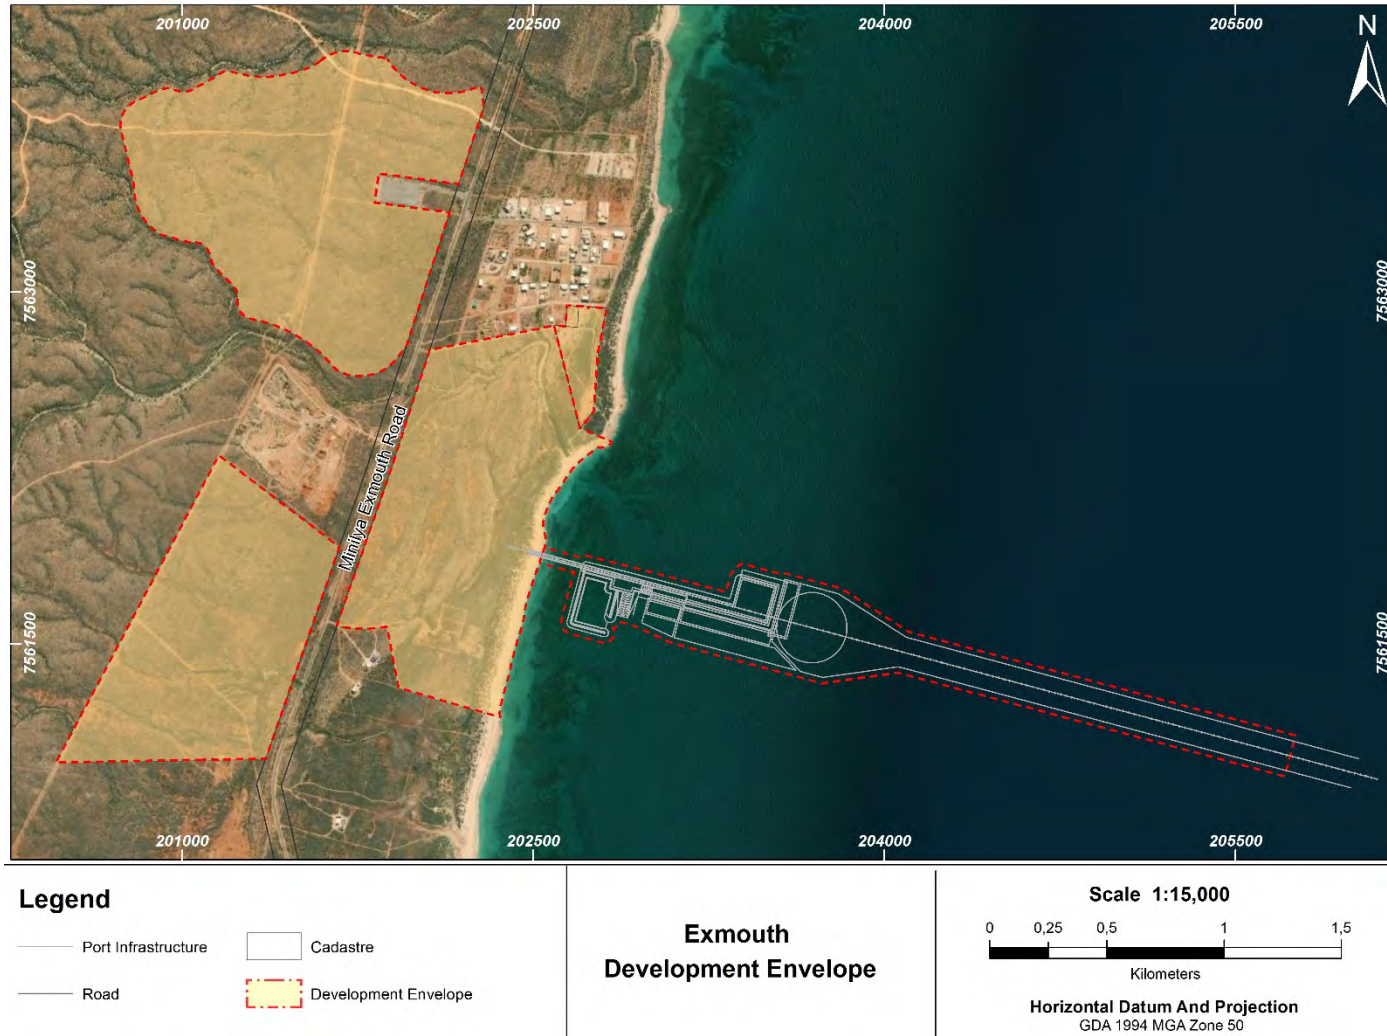 201000
202500
204000
205500
N
7563000
7563000
Minilya Exmouth Road
7561500
7561500
201000
202500
204000
205500
Legend
Port Infrastructure
Cadastre
Road
Development Envelope
Exmouth
Development Envelope
Scale 1:15,000
0 0,25 0,5 1 1,5
Kilometers
Horizontal Datum And Projection
GDA 1994 MGA Zone 50